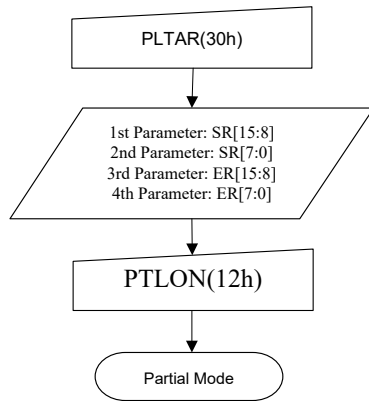 PLTAR(30h)
1st Parameter: SR[15:8]
2nd Parameter: SR[7:0]
3rd Parameter: ER[15:8]
4th Parameter: ER[7:0]
PTLON(12h)
Partial Mode